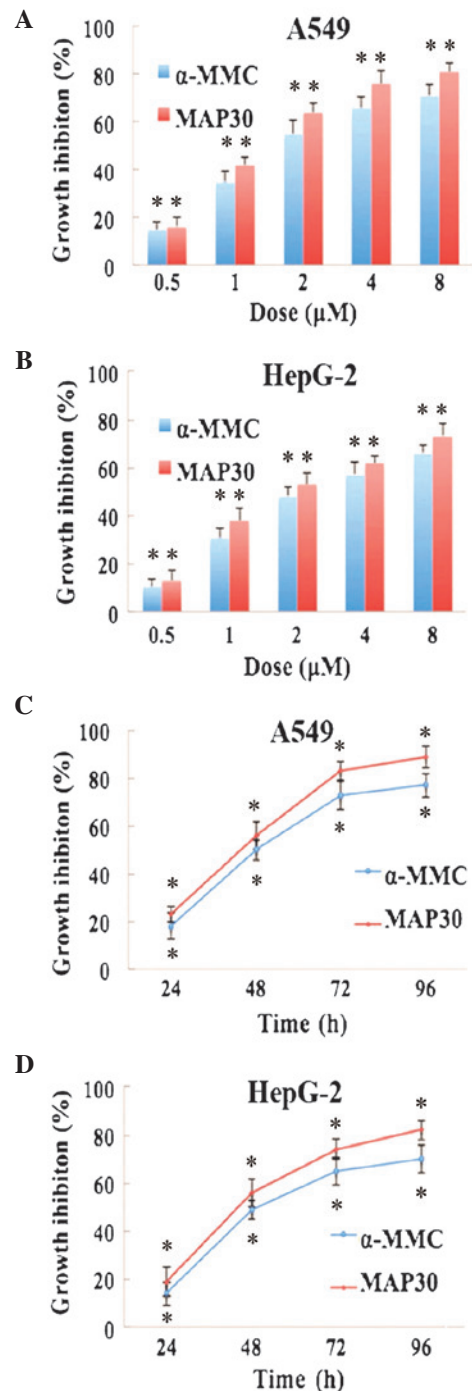 A
A549
Growth ihibiton (%)
100
80
60
40
20
0
α-MMC
MAP30
* *
* *
* *
* *
* *
0.5 1 2 4 8
Dose (µM)
B
HepG-2
Growth ihibiton (%)
100
80
60
40
20
0
α-MMC
MAP30
* *
* *
* *
* *
* *
0.5 1 2 4 8
Dose (µM)
C
A549
Growth ihibiton (%)
100
80
60
40
20
0
* * * *
* * * *
α-MMC
MAP30
24 48 72 96
Time (h)
D
HepG-2
Growth ihibiton (%)
100
80
60
40
20
0
* * * *
* * * *
α-MMC
MAP30
24 48 72 96
Time (h)